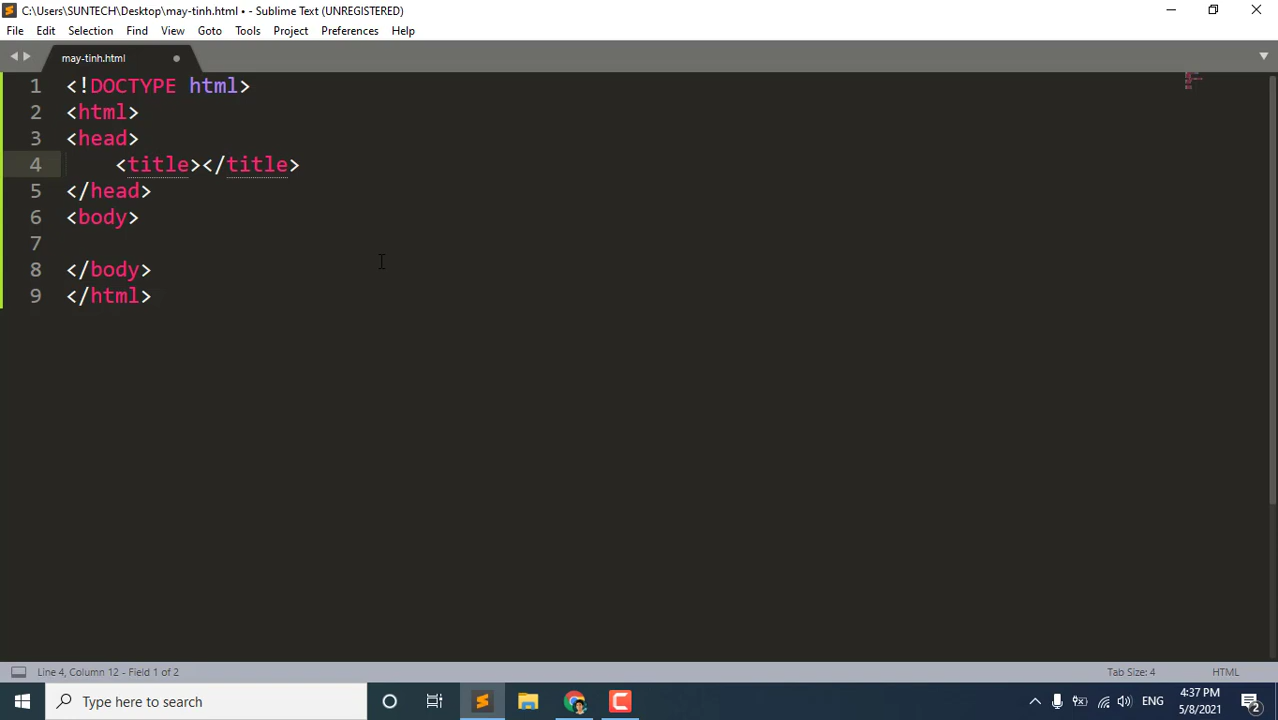 C:\Users\SUNTECH\Desktop\may-tinh.html • - Sublime Text (UNREGISTERED)
File Edit Selection Find View Goto Tools Project Preferences Help
may-tinh.html
1 <!DOCTYPE html>
2 <html>
3 <head>
4 <title></title>
5 </head>
6 <body>
7
8 </body>
9 </html>
Line 4, Column 12 - Field 1 of 2
Tab Size: 4
HTML
Type here to search
ENG
4:37 PM
5/8/2021
2